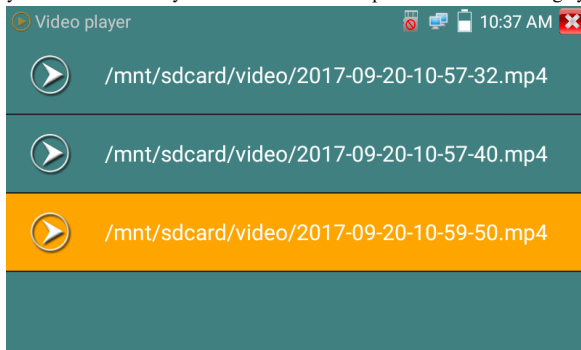 Video player
10:37 AM
/mnt/sdcard/video/2017-09-20-10-57-32.mp4
/mnt/sdcard/video/2017-09-20-10-57-40.mp4
/mnt/sdcard/video/2017-09-20-10-59-50.mp4